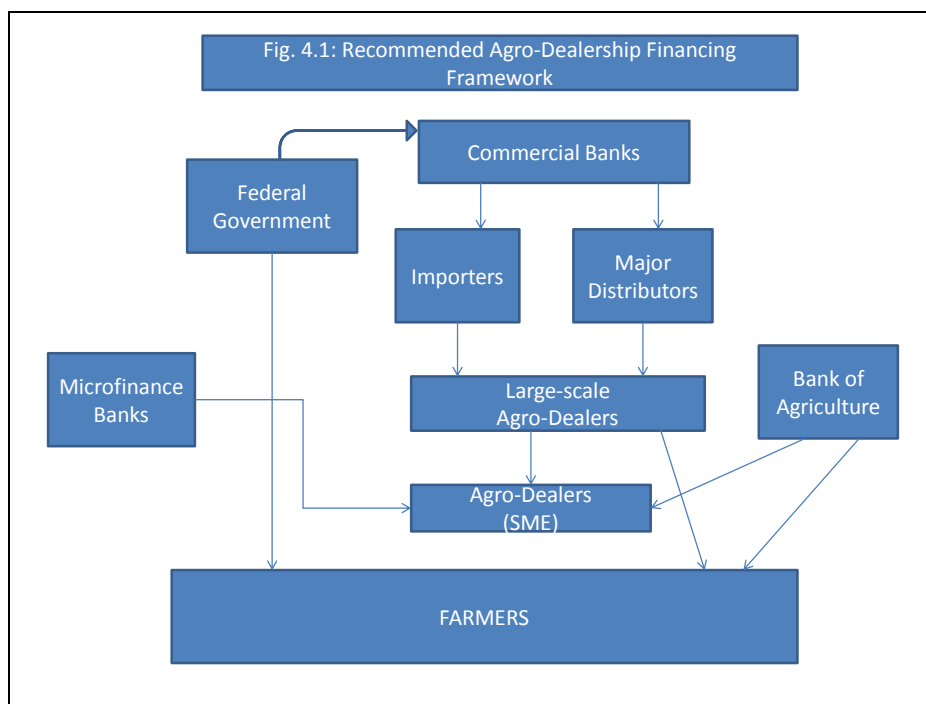 Fig. 4.1: Recommended Agro-Dealership Financing
Framework
Commercial Banks
Federal
Government
Importers
Major
Distributors
Microfinance
Banks
Large-scale
Agro-Dealers
Bank of
Agriculture
Agro-Dealers
(SME)
FARMERS